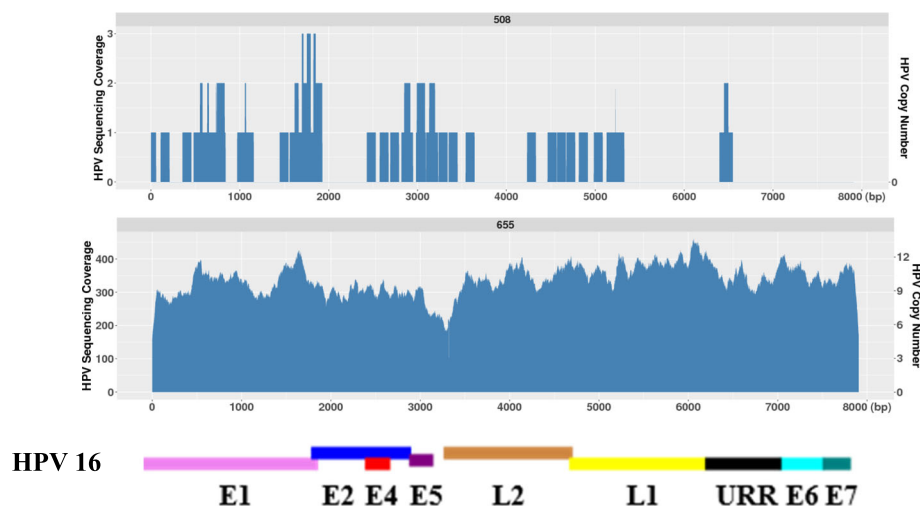 508
HPV Sequencing Coverage
3
2
1
0
HPV Copy Number
0
0 1000 2000 3000 4000 5000 6000 7000 8000 (bp)
655
HPV Sequencing Coverage
400
300
200
100
0
HPV Copy Number
12
9
6
3
0
0 1000 2000 3000 4000 5000 6000 7000 8000 (bp)
HPV 16
E1 E2 E4 E5 L2 L1 URR E6 E7